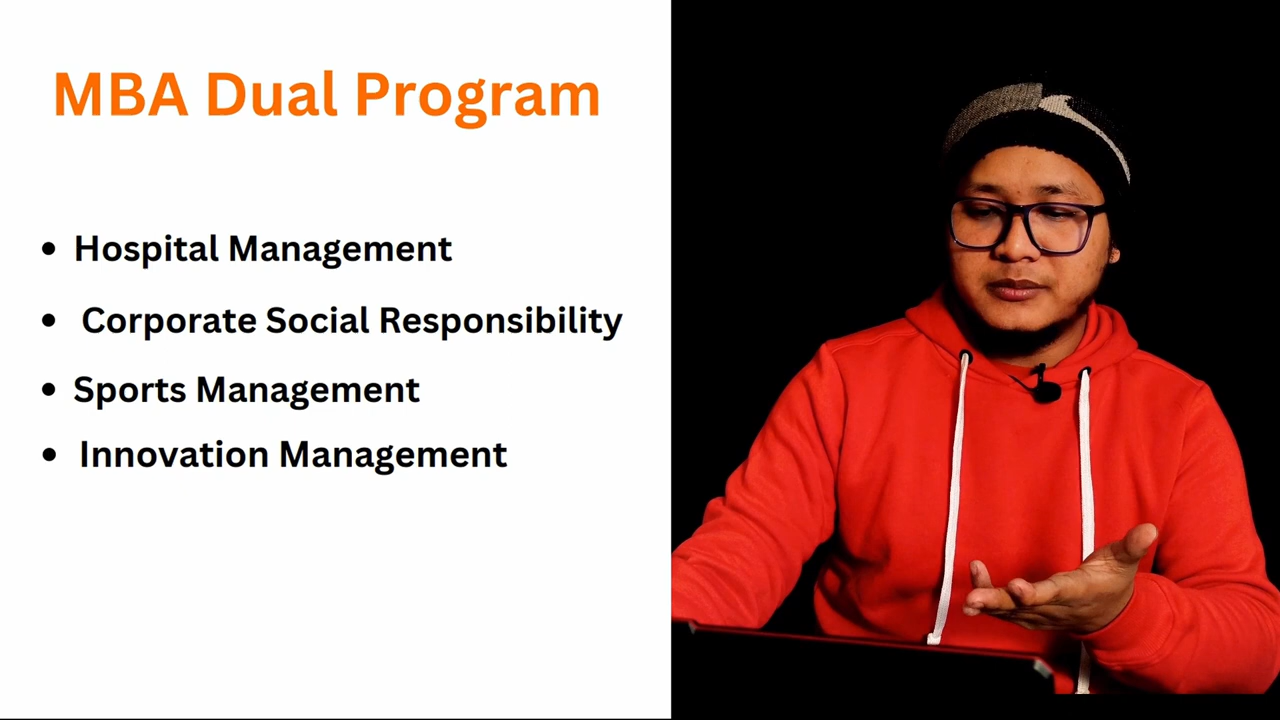 MBA Dual Program
• Hospital Management
• Corporate Social Responsibility
• Sports Management
• Innovation Management